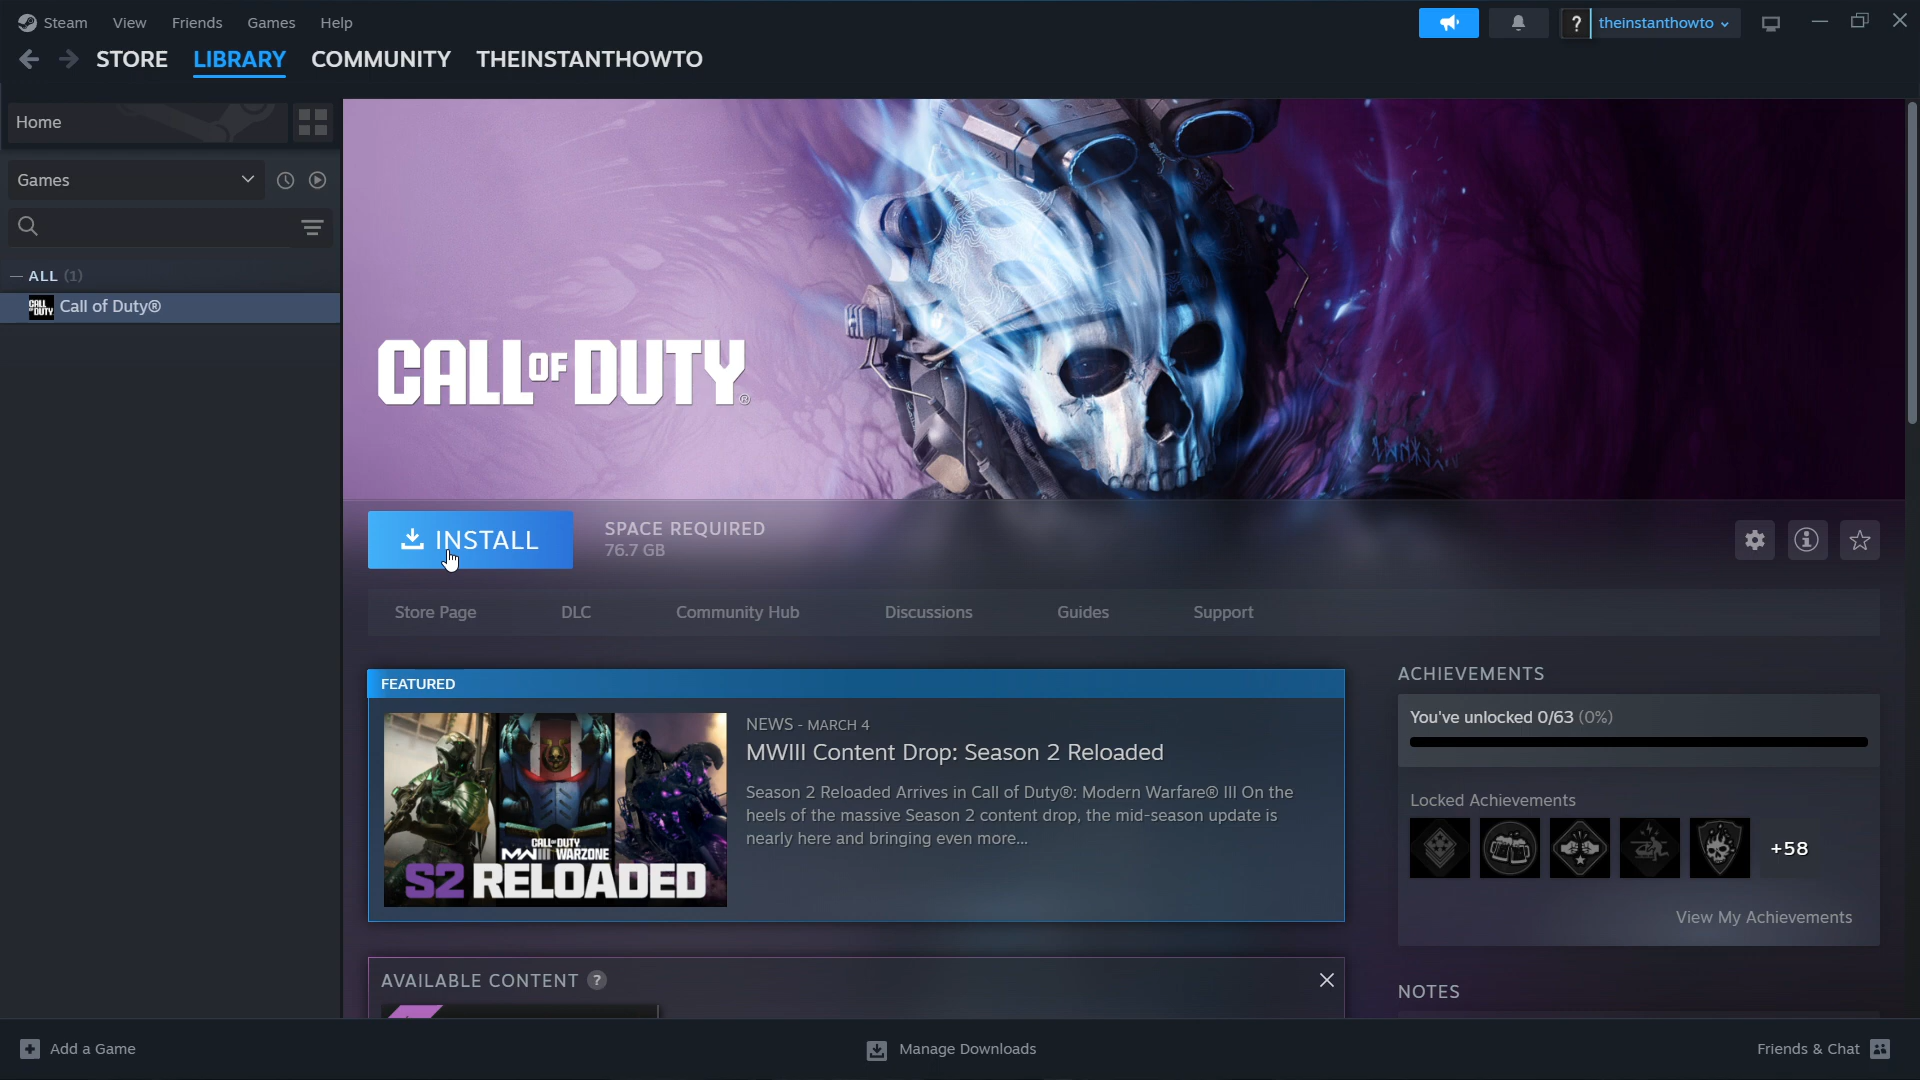 Steam View Friends Games Help
? theinstanthowto
STORE LIBRARY COMMUNITY THEINSTANTHOWTO
Home
Games
— ALL (1)
CALL OF DUTY Call of Duty®
CALL OF DUTY®
INSTALL
SPACE REQUIRED
76.7 GB
Store Page DLC Community Hub Discussions Guides Support
FEATURED
CALL OF DUTY
MWIII WARZONE
S2 RELOADED
NEWS - MARCH 4
MWIII Content Drop: Season 2 Reloaded
Season 2 Reloaded Arrives in Call of Duty®: Modern Warfare® III On the
heels of the massive Season 2 content drop, the mid-season update is
nearly here and bringing even more...
AVAILABLE CONTENT ?
ACHIEVEMENTS
You've unlocked 0/63 (0%)
Locked Achievements
+58
View My Achievements
NOTES
Add a Game
Manage Downloads
Friends & Chat